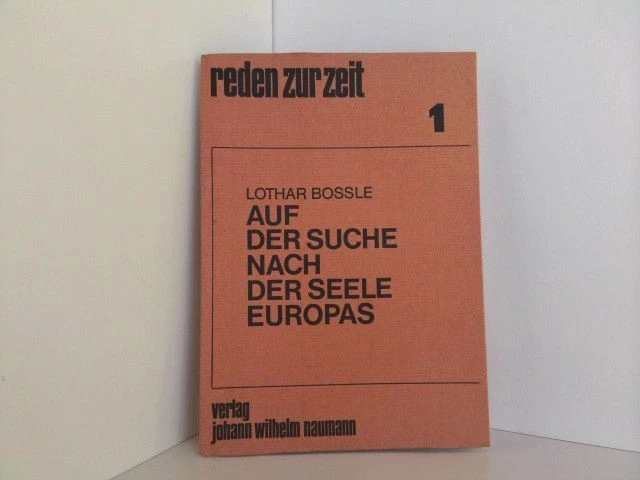 reden zur zeit
1
LOTHAR BOSSLE
AUF
DER SUCHE
NACH
DER SEELE
EUROPAS
verlag
johann wilhelm naumann